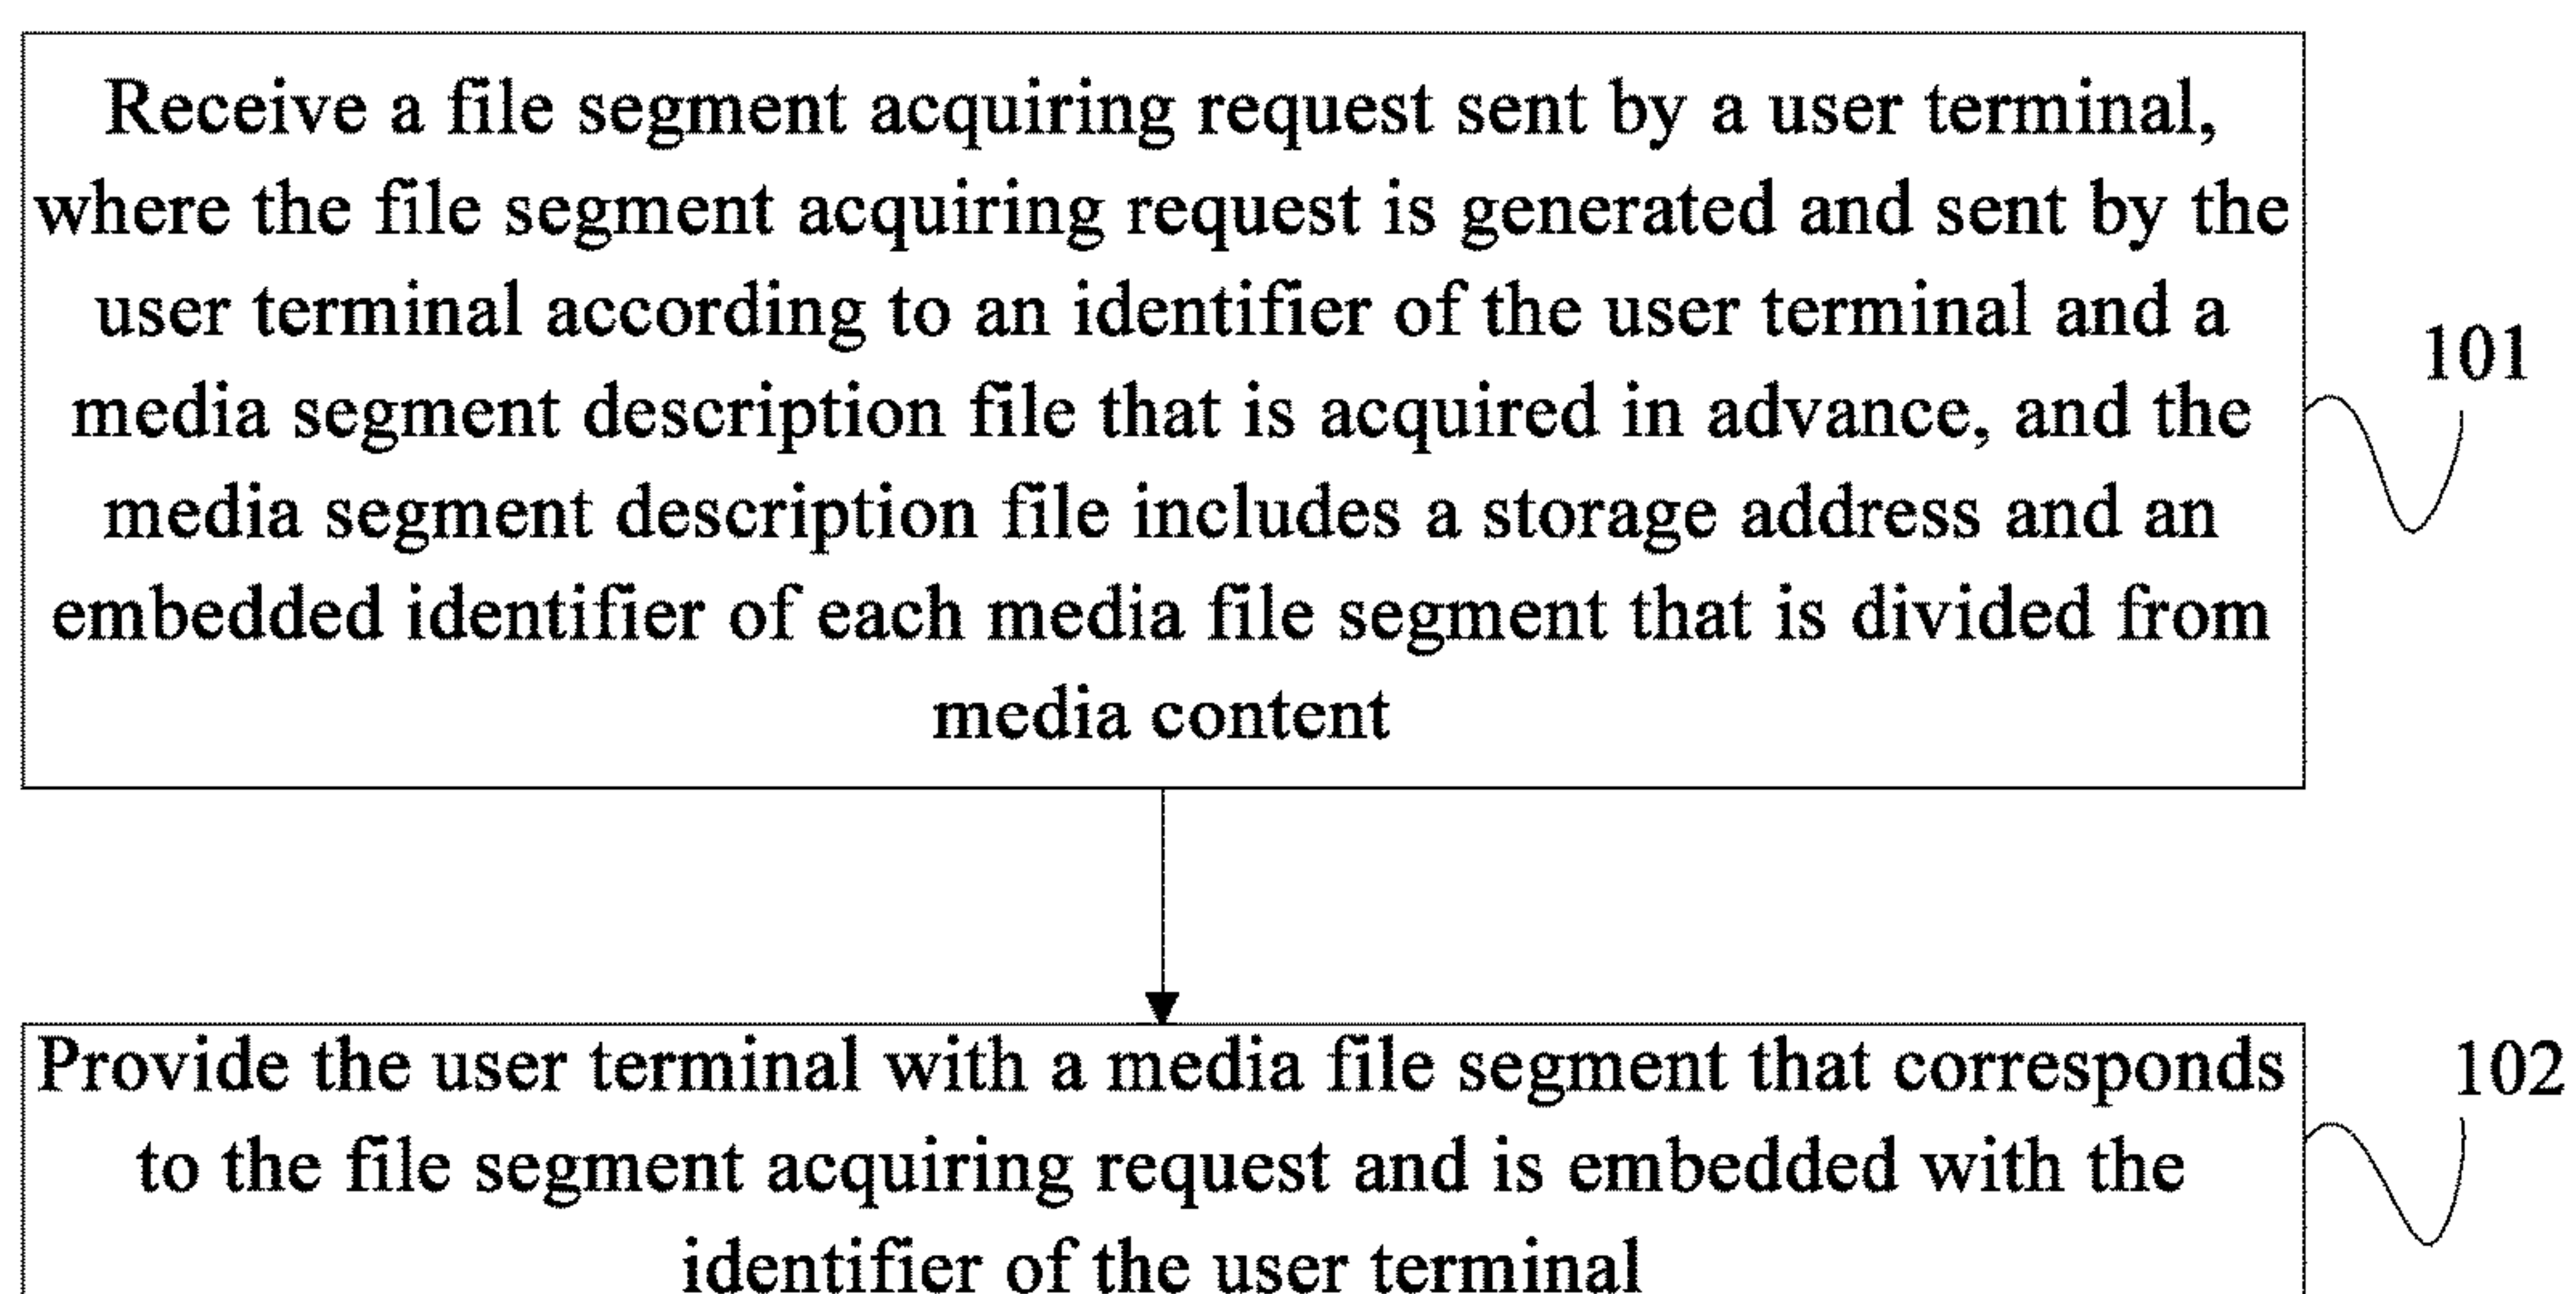 Receive a file segment acquiring request sent by a user terminal,
where the file segment acquiring request is generated and sent by the
user terminal according to an identifier of the user terminal and a
media segment description file that is acquired in advance, and the
media segment description file includes a storage address and an
embedded identifier of each media file segment that is divided from
media content
101
Provide the user terminal with a media file segment that corresponds
to the file segment acquiring request and is embedded with the
identifier of the user terminal
102